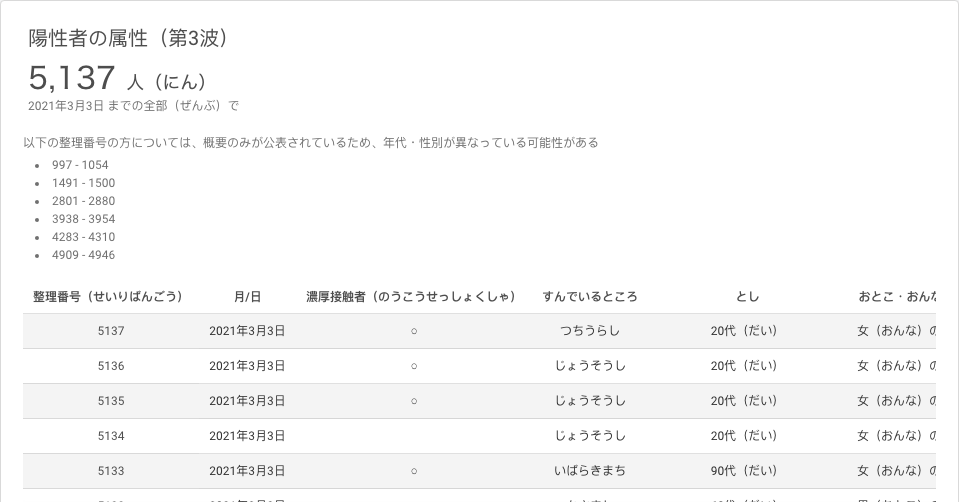 陽性者の属性（第3波）
5,137 人（にん）
2021年3月3日 までの全部（ぜんぶ）で
以下の整理番号の方については、概要のみが公表されているため、年代・性別が異なっている可能性がある
• 997 - 1054
• 1491 - 1500
• 2801 - 2880
• 3938 - 3954
• 4283 - 4310
• 4909 - 4946
整理番号（せいりばんごう） 月/日 濃厚接触者（のうこうせっしょくしゃ） すんでいるところ とし おとこ・おんな
5137 2021年3月3日 ○ つちうらし 20代（だい） 女（おんな）の
5136 2021年3月3日 ○ じょうそうし 20代（だい） 女（おんな）の
5135 2021年3月3日 ○ じょうそうし 20代（だい） 女（おんな）の
5134 2021年3月3日 じょうそうし 20代（だい） 女（おんな）の
5133 2021年3月3日 ○ いばらきまち 90代（だい） 女（おんな）の